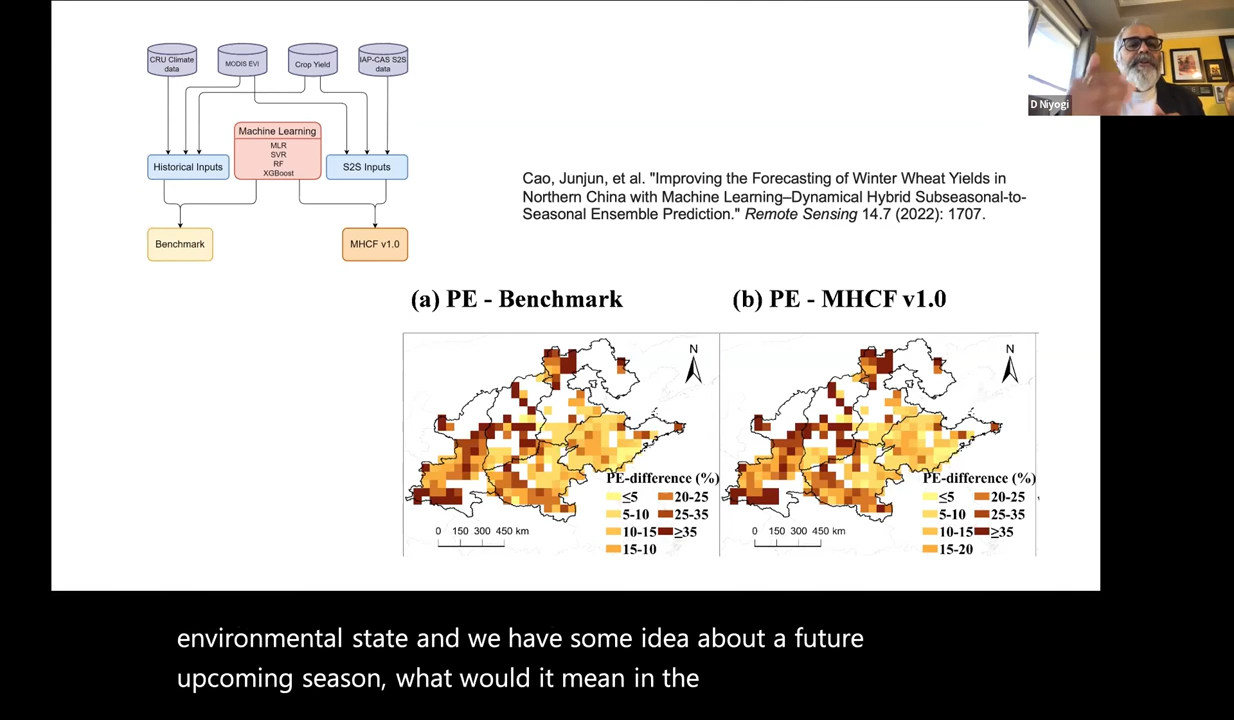 CRU Climate
data
MODIS EVI
Crop Yield
IAP-CAS S2S
data
Machine Learning
MLR
SVR
RF
XGBoost
Historical Inputs
S2S Inputs
Benchmark
MHCF v1.0
D Niyogi
Cao, Junjun, et al. "Improving the Forecasting of Winter Wheat Yields in
Northern China with Machine Learning–Dynamical Hybrid Subseasonal-to-
Seasonal Ensemble Prediction." Remote Sensing 14.7 (2022): 1707.
(a) PE - Benchmark
N
PE-difference (%)
≤5 20-25
5-10 25-35
10-15 ≥35
15-10
0 150 300 450 km
(b) PE - MHCF v1.0
N
PE-difference (%)
≤5 20-25
5-10 25-35
10-15 ≥35
15-20
0 150 300 450 km
environmental state and we have some idea about a future
upcoming season, what would it mean in the